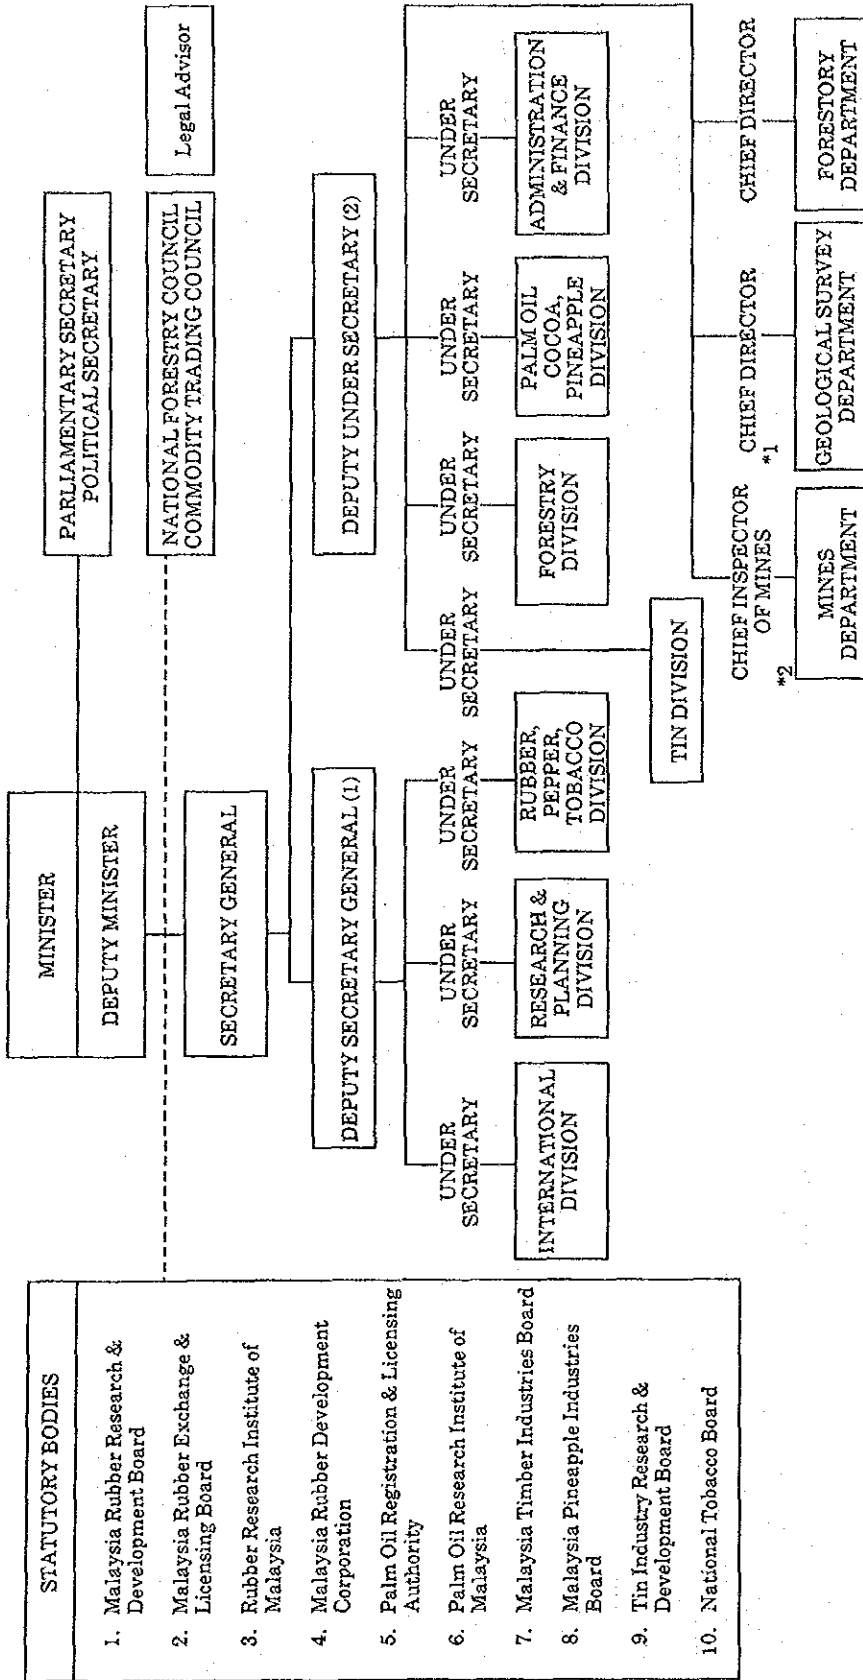 STATUTORY BODIES
1. Malaysia Rubber Research &
Development Board
2. Malaysia Rubber Exchange &
Licensing Board
3. Rubber Research Institute of
Malaysia
4. Malaysia Rubber Development
Corporation
5. Palm Oil Registration & Licensing
Authority
6. Palm Oil Research Institute of
Malaysia
7. Malaysia Timber Industries Board
8. Malaysia Pineapple Industries
Board
9. Tin Industry Research &
Development Board
10. National Tobacco Board
MINISTER
DEPUTY MINISTER
PARLIAMENTARY SECRETARY
POLITICAL SECRETARY
NATIONAL FORESTRY COUNCIL
COMMODITY TRADING COUNCIL
Legal Advisor
SECRETARY GENERAL
DEPUTY SECRETARY GENERAL (1)
DEPUTY UNDER SECRETARY (2)
UNDER
SECRETARY
INTERNATIONAL
DIVISION
UNDER
SECRETARY
RESEARCH &
PLANNING
DIVISION
UNDER
SECRETARY
RUBBER,
PEPPER,
TOBACCO
DIVISION
UNDER
SECRETARY
TIN DIVISION
UNDER
SECRETARY
FORESTRY
DIVISION
UNDER
SECRETARY
PALM OIL
COCOA,
PINEAPPLE
DIVISION
UNDER
SECRETARY
ADMINISTRATION
& FINANCE
DIVISION
CHIEF INSPECTOR
OF MINES
*2
MINES
DEPARTMENT
CHIEF DIRECTOR
*1
GEOLOGICAL SURVEY
DEPARTMENT
CHIEF DIRECTOR
FORESTORY
DEPARTMENT